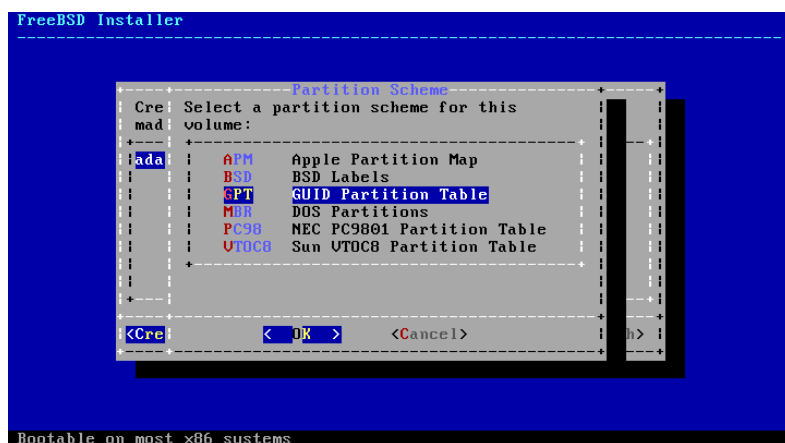 FreeBSD Installer
Partition Scheme
Cre Select a partition scheme for this
mad volume:
ada APM Apple Partition Map
BSD BSD Labels
GPT GUID Partition Table
MBR DOS Partitions
PC98 NEC PC9801 Partition Table
VTOC8 Sun VTOC8 Partition Table
<Cre < OK > <Cancel> h>
Bootable on most x86 systems